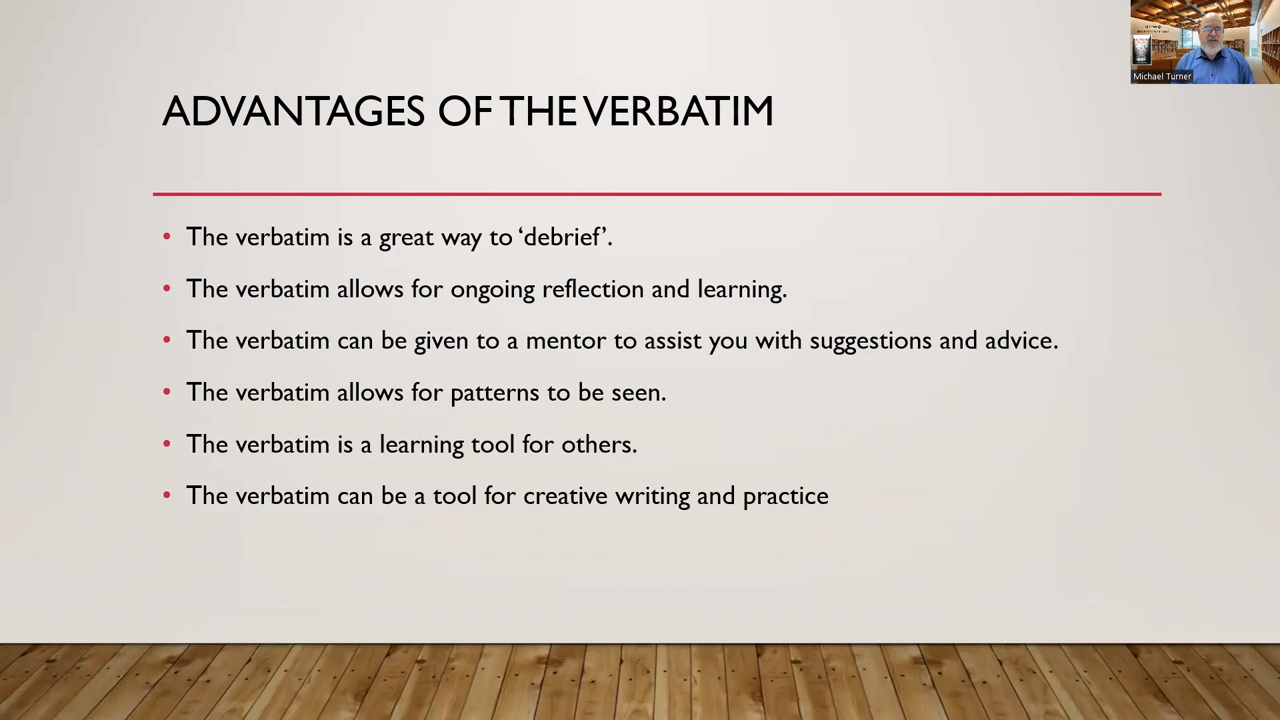 ADVANTAGES OF THE VERBATIM
• The verbatim is a great way to ‘debrief’.
• The verbatim allows for ongoing reflection and learning.
• The verbatim can be given to a mentor to assist you with suggestions and advice.
• The verbatim allows for patterns to be seen.
• The verbatim is a learning tool for others.
• The verbatim can be a tool for creative writing and practice
Michael Turner